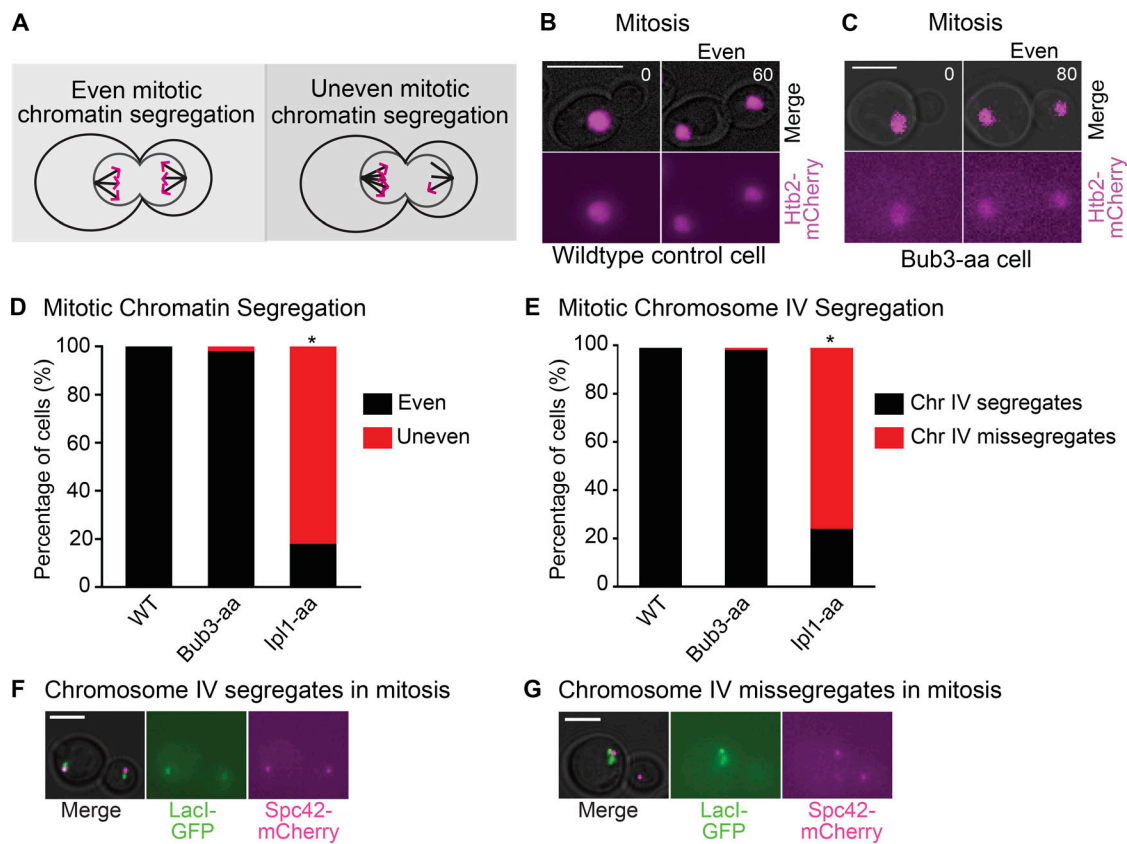 A
Even mitotic
chromatin segregation
Uneven mitotic
chromatin segregation
B
Mitosis
Even
0
60
Merge
Htb2-
mCherry
Wildtype control cell
C
Mitosis
Even
0
80
Merge
Htb2-
mCherry
Bub3-aa cell
D Mitotic Chromatin Segregation
Percentage of cells (%)
100
80
60
40
20
0
*
WT
Bub3-aa
Ipl1-aa
Even
Uneven
E Mitotic Chromosome IV Segregation
Percentage of cells (%)
100
80
60
40
20
0
*
WT
Bub3-aa
Ipl1-aa
Chr IV segregates
Chr IV missegregates
F Chromosome IV segregates in mitosis
Merge
LacI-
GFP
Spc42-
mCherry
G Chromosome IV missegregates in mitosis
Merge
LacI-
GFP
Spc42-
mCherry